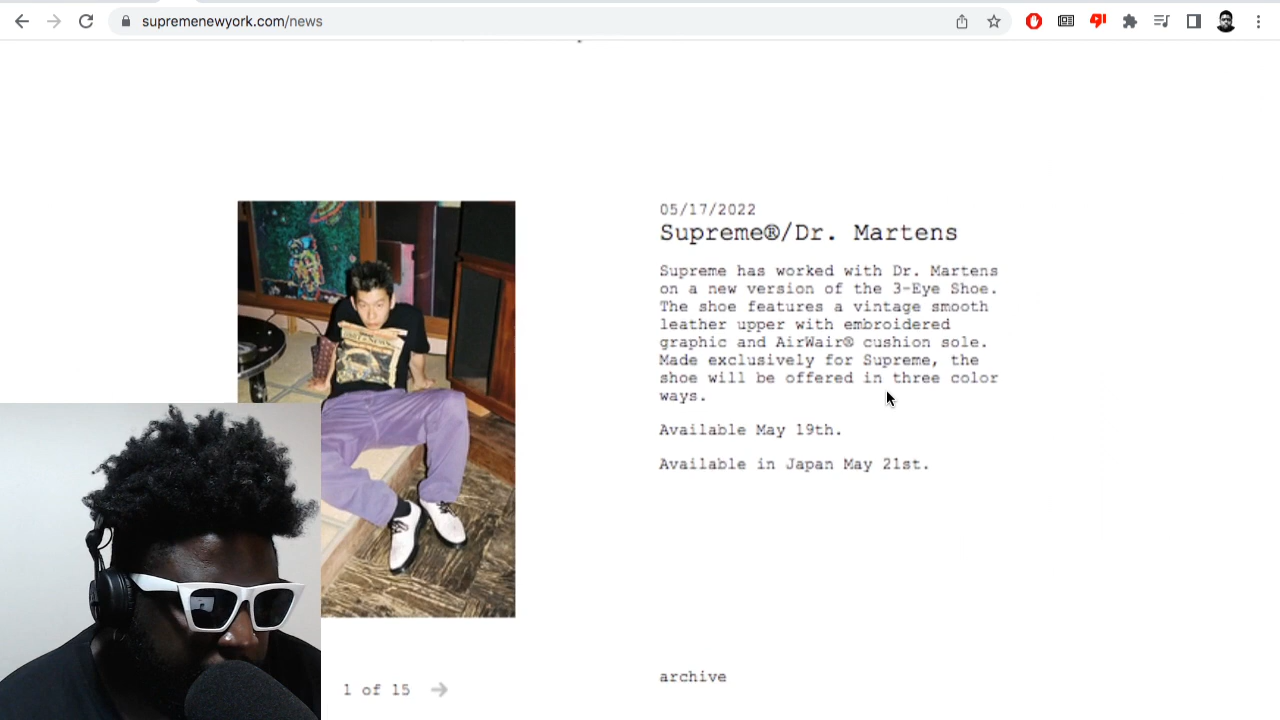 supremenewyork.com/news
05/17/2022
Supreme®/Dr. Martens
Supreme has worked with Dr. Martens
on a new version of the 3-Eye Shoe.
The shoe features a vintage smooth
leather upper with embroidered
graphic and AirWair® cushion sole.
Made exclusively for Supreme, the
shoe will be offered in three color
ways.
Available May 19th.
Available in Japan May 21st.
1 of 15
archive